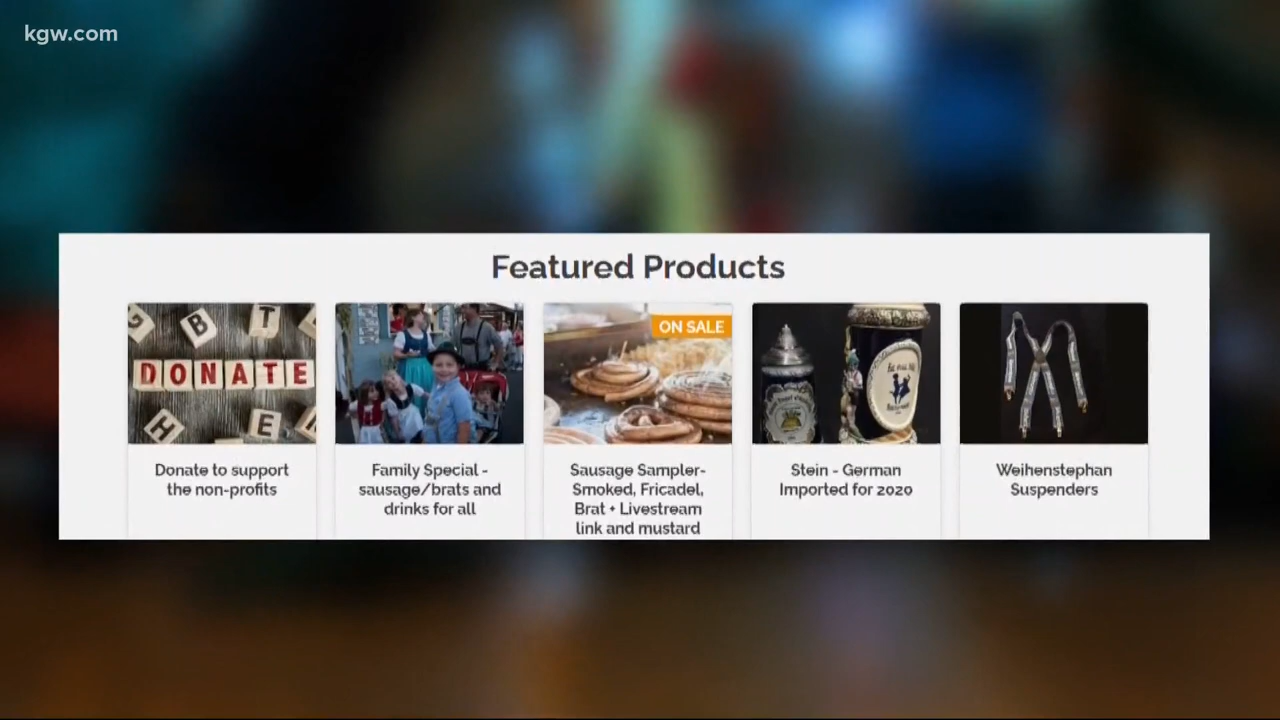 kgw.com
Featured Products
DONATE
ON SALE
Donate to support
the non-profits
Family Special -
sausage/brats and
drinks for all
Sausage Sampler-
Smoked, Fricadel,
Brat + Livestream
link and mustard
Stein - German
Imported for 2020
Weihenstephan
Suspenders